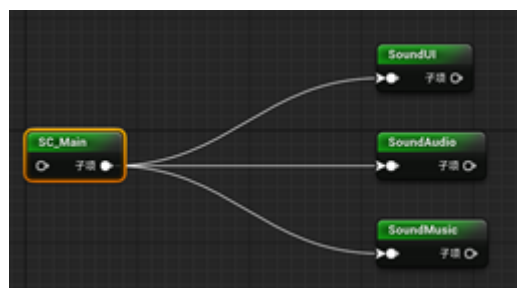 SoundUI
子项
SC_Main
子项
SoundAudio
子项
SoundMusic
子项